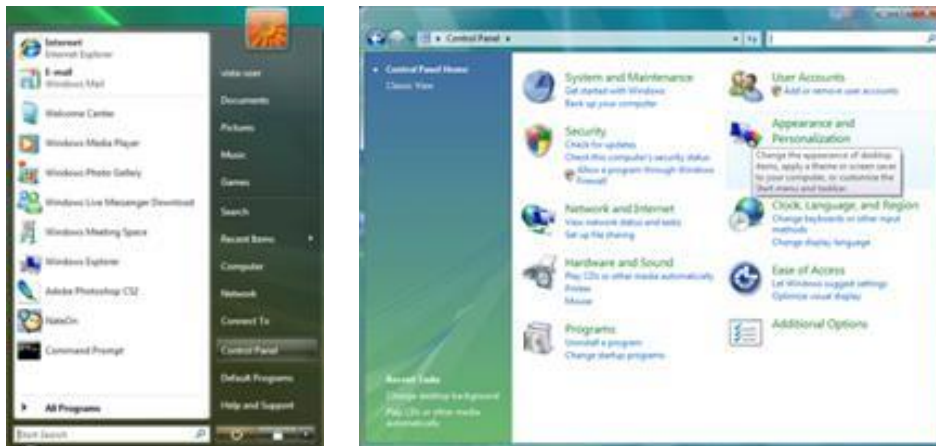 Internet
Internet Explorer
E-mail
Windows Mail
Welcome Center
Windows Media Player
Windows Photo Gallery
Windows Live Messenger Download
Windows Meeting Space
Windows Explorer
Adobe Photoshop CS2
NateOn
Command Prompt
All Programs
Start Search
vista user
Documents
Pictures
Music
Games
Search
Recent Items
Computer
Network
Connect To
Control Panel
Default Programs
Help and Support
Control Panel
Control Panel Home
Classic View
System and Maintenance
Get started with Windows
Back up your computer
Security
Check for updates
Check this computer's security status
Allow a program through Windows
Firewall
Network and Internet
View network status and tasks
Set up file sharing
Hardware and Sound
Play CDs or other media automatically
Printer
Mouse
Programs
Uninstall a program
Change startup programs
User Accounts
Add or remove user accounts
Appearance and
Personalization
Change the appearance of desktop
items, apply a theme or screen saver
to your computer, or customize the
Start menu and taskbar.
Clock, Language, and Region
Change keyboards or other input
methods
Change display language
Ease of Access
Let Windows suggest settings
Optimize visual display
Additional Options
Recent Tasks
Change desktop background
Play CDs or other media
automatically